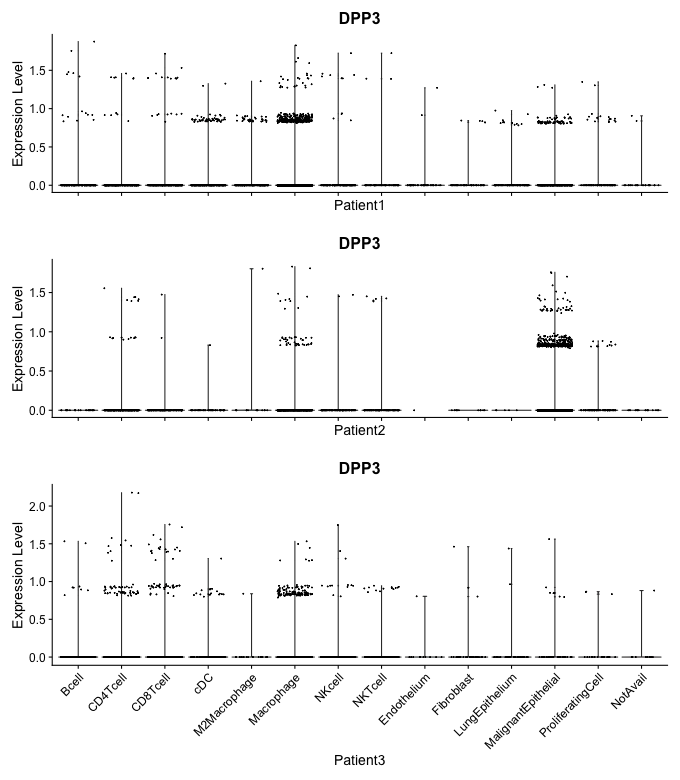 DPP3
Expression Level
1.5
1.0
0.5
0.0
Patient1
DPP3
Expression Level
1.5
1.0
0.5
0.0
Patient2
DPP3
Expression Level
2.0
1.5
1.0
0.5
0.0
Bcell
CD4Tcell
CD8Tcell
cDC
M2Macrophage
Macrophage
NKcell
NKTcell
Endothelium
Fibroblast
LungEpithelium
MalignantEpithelial
ProliferatingCell
NotAvail
Patient3